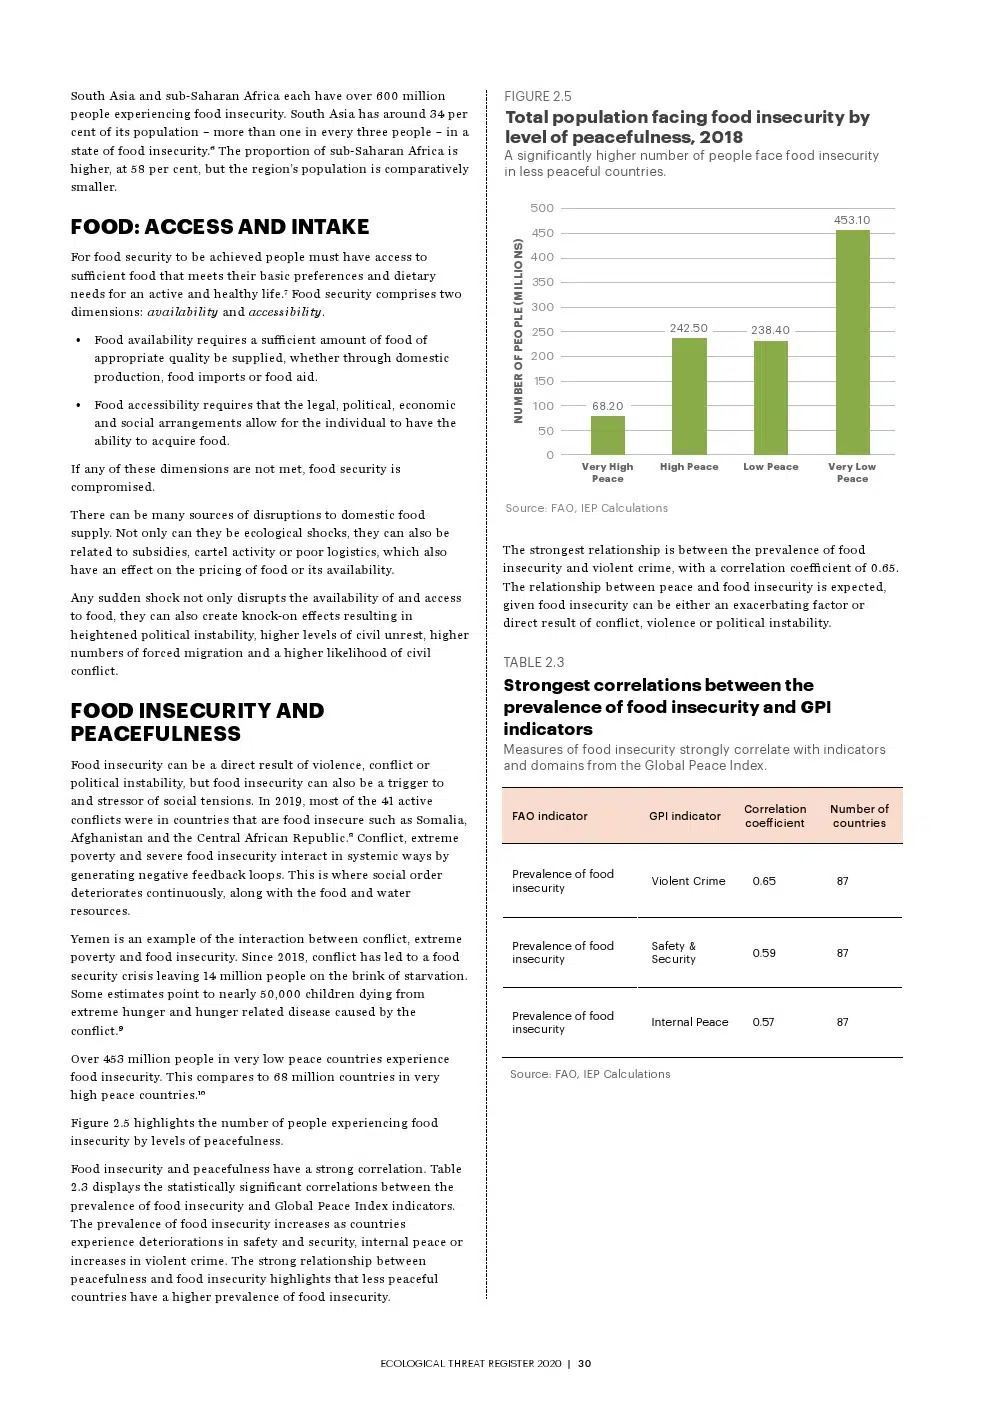 South Asia and sub-Saharan Africa each have over 600 million
people experiencing food insecurity. South Asia has around 34 per
cent of its population – more than one in every three people – in a
state of food insecurity.⁶ The proportion of sub-Saharan Africa is
higher, at 58 per cent, but the region's population is comparatively
smaller.
FOOD: ACCESS AND INTAKE
For food security to be achieved people must have access to
sufficient food that meets their basic preferences and dietary
needs for an active and healthy life.⁷ Food security comprises two
dimensions: availability and accessibility.
• Food availability requires a sufficient amount of food of
appropriate quality be supplied, whether through domestic
production, food imports or food aid.
• Food accessibility requires that the legal, political, economic
and social arrangements allow for the individual to have the
ability to acquire food.
If any of these dimensions are not met, food security is
compromised.
There can be many sources of disruptions to domestic food
supply. Not only can they be ecological shocks, they can also be
related to subsidies, cartel activity or poor logistics, which also
have an effect on the pricing of food or its availability.
Any sudden shock not only disrupts the availability of and access
to food, they can also create knock-on effects resulting in
heightened political instability, higher levels of civil unrest, higher
numbers of forced migration and a higher likelihood of civil
conflict.
FOOD INSECURITY AND
PEACEFULNESS
Food insecurity can be a direct result of violence, conflict or
political instability, but food insecurity can also be a trigger to
and stressor of social tensions. In 2019, most of the 41 active
conflicts were in countries that are food insecure such as Somalia,
Afghanistan and the Central African Republic.⁸ Conflict, extreme
poverty and severe food insecurity interact in systemic ways by
generating negative feedback loops. This is where social order
deteriorates continuously, along with the food and water
resources.
Yemen is an example of the interaction between conflict, extreme
poverty and food insecurity. Since 2018, conflict has led to a food
security crisis leaving 14 million people on the brink of starvation.
Some estimates point to nearly 50,000 children dying from
extreme hunger and hunger related disease caused by the
conflict.⁹
Over 453 million people in very low peace countries experience
food insecurity. This compares to 68 million countries in very
high peace countries.¹⁰
Figure 2.5 highlights the number of people experiencing food
insecurity by levels of peacefulness.
Food insecurity and peacefulness have a strong correlation. Table
2.3 displays the statistically significant correlations between the
prevalence of food insecurity and Global Peace Index indicators.
The prevalence of food insecurity increases as countries
experience deteriorations in safety and security, internal peace or
increases in violent crime. The strong relationship between
peacefulness and food insecurity highlights that less peaceful
countries have a higher prevalence of food insecurity.
FIGURE 2.5
Total population facing food insecurity by
level of peacefulness, 2018
A significantly higher number of people face food insecurity
in less peaceful countries.
NUMBER OF PEOPLE (MILLIONS)
500
450
400
350
300
250
200
150
100
50
0
68.20
242.50
238.40
453.10
Very High
Peace
High Peace
Low Peace
Very Low
Peace
Source: FAO, IEP Calculations
The strongest relationship is between the prevalence of food
insecurity and violent crime, with a correlation coefficient of 0.65.
The relationship between peace and food insecurity is expected,
given food insecurity can be either an exacerbating factor or
direct result of conflict, violence or political instability.
TABLE 2.3
Strongest correlations between the
prevalence of food insecurity and GPI
indicators
Measures of food insecurity strongly correlate with indicators
and domains from the Global Peace Index.
FAO indicator GPI indicator Correlation coefficient Number of countries
Prevalence of food insecurity Violent Crime 0.65 87
Prevalence of food insecurity Safety & Security 0.59 87
Prevalence of food insecurity Internal Peace 0.57 87
Source: FAO, IEP Calculations
ECOLOGICAL THREAT REGISTER 2020 | 30